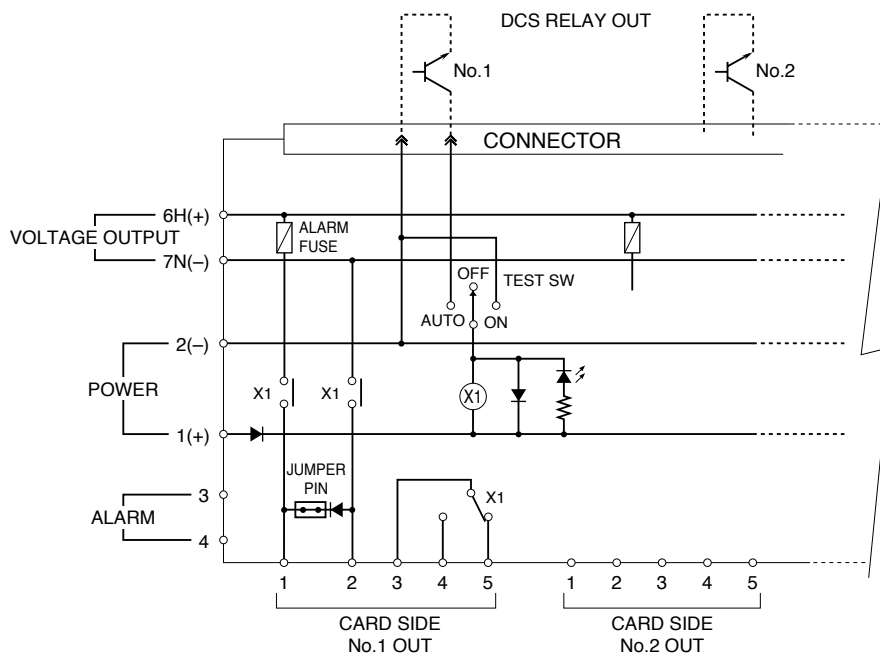 DCS RELAY OUT
No.1
No.2
CONNECTOR
6H(+)
VOLTAGE OUTPUT
7N(−)
ALARM
FUSE
OFF
TEST SW
AUTO
ON
2(−)
POWER
1(+)
X1
X1
X1
JUMPER
PIN
X1
3
ALARM
4
1 2 3 4 5
1 2 3 4 5
CARD SIDE
No.1 OUT
CARD SIDE
No.2 OUT